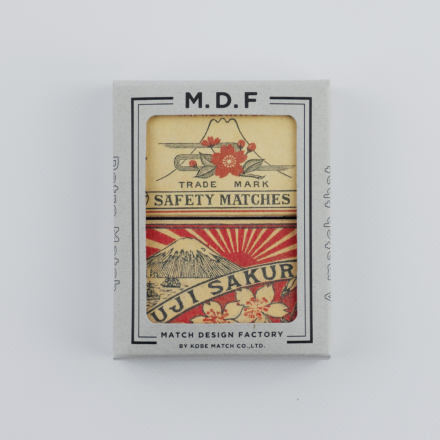 M.D.F
TRADE MARK
SAFETY MATCHES
UJI SAKUR
MATCH DESIGN FACTORY
BY KOBE MATCH CO.,LTD.